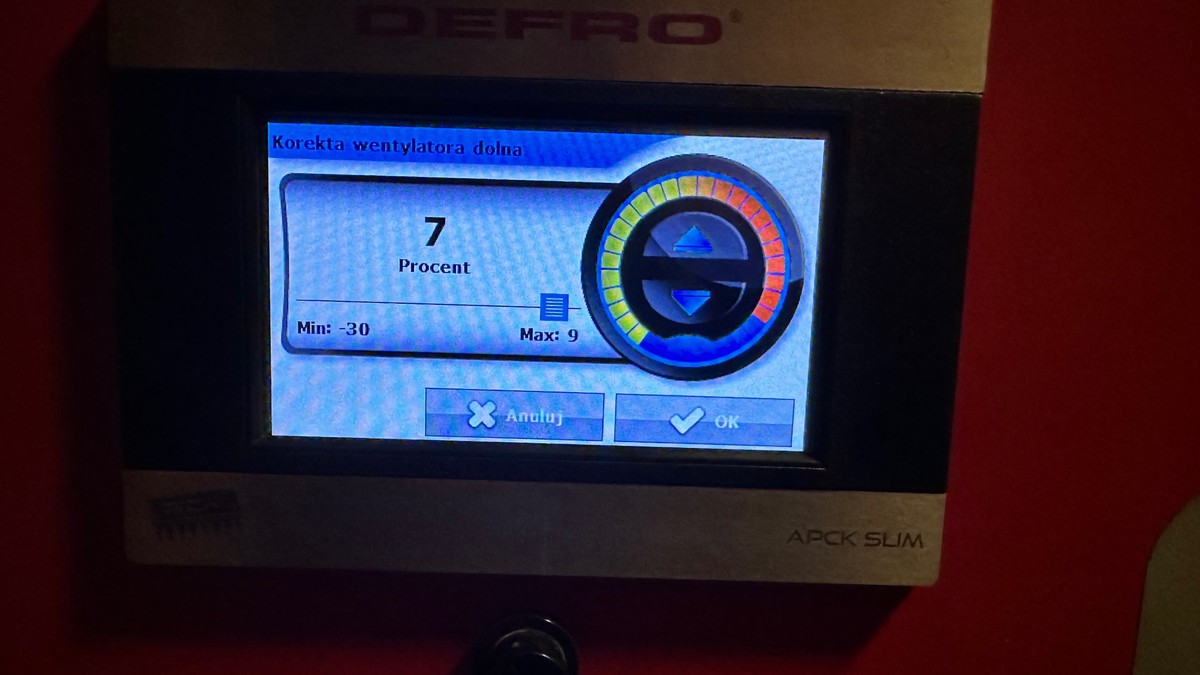 DEFRO®
Korekta wentylatora dolna
7
Procent
Min: -30
Max: 9
Anuluj
OK
APCK SLIM